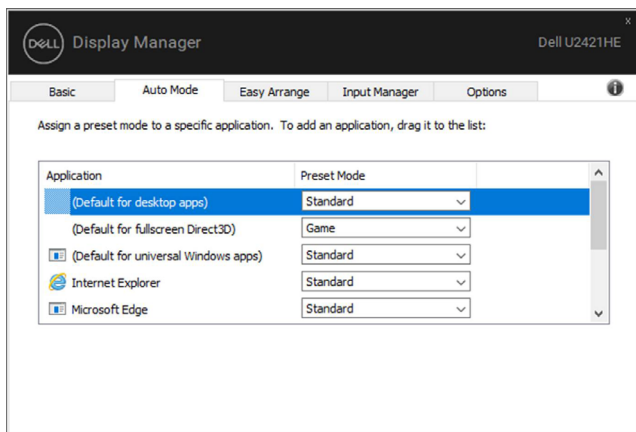 x
DELL Display Manager Dell U2421HE
Basic Auto Mode Easy Arrange Input Manager Options i
Assign a preset mode to a specific application. To add an application, drag it to the list:
Application Preset Mode
(Default for desktop apps) Standard
(Default for fullscreen Direct3D) Game
(Default for universal Windows apps) Standard
Internet Explorer Standard
Microsoft Edge Standard